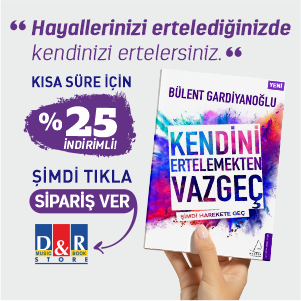 “ Hayallerinizi ertelediğinizde
kendinizi ertelersiniz. “
KISA SÜRE İÇİN
%25
İNDİRİMLİ!
ŞİMDİ TIKLA
SİPARİŞ VER
D&R
MUSIC BOOK
STORE
YENİ
BÜLENT GARDİYANOĞLU
KENDİNİ
ERTELEMEKTEN
VAZGEÇ
ŞİMDİ HAREKETE GEÇ